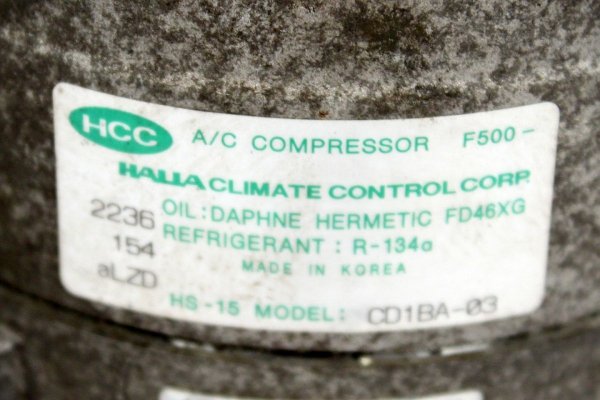 HCC A/C COMPRESSOR F500-
HALLA CLIMATE CONTROL CORP.
2236 OIL:DAPHNE HERMETIC FD46XG
154 REFRIGERANT : R-134a
aLZD MADE IN KOREA
HS-15 MODEL: CD1BA-03